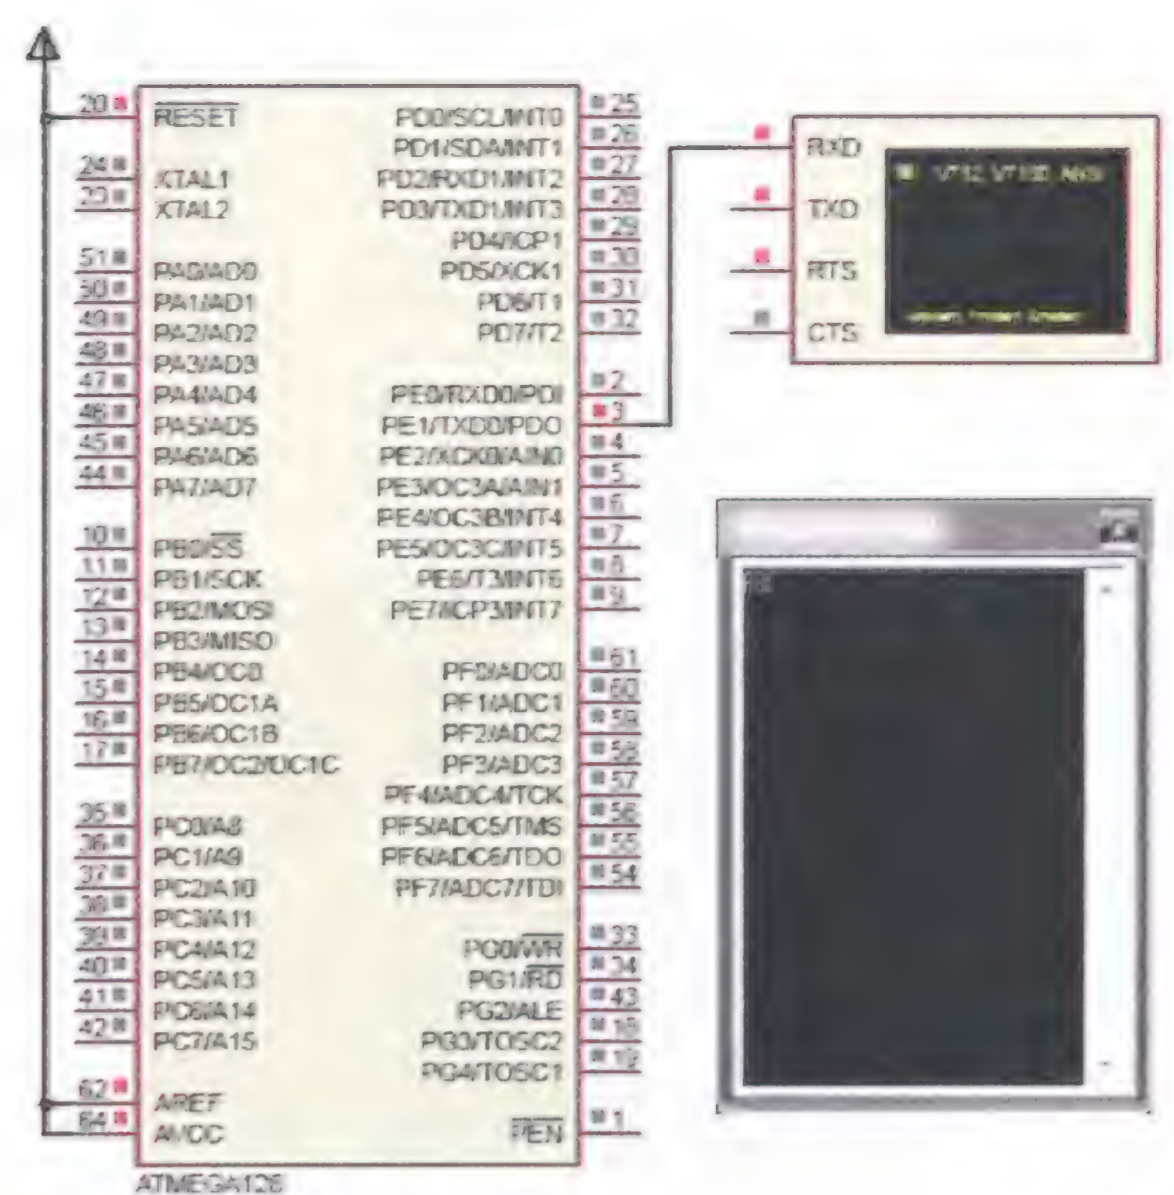 20
RESET
24
XTAL1
23
XTAL2
51
PA0/AD0
50
PA1/AD1
49
PA2/AD2
48
PA3/AD3
47
PA4/AD4
46
PA5/AD5
45
PA6/AD6
44
PA7/AD7
10
PB0/SS
11
PB1/SCK
12
PB2/MOSI
13
PB3/MISO
14
PB4/OC0
15
PB5/OC1A
16
PB6/OC1B
17
PB7/OC2/OC1C
35
PC0/A8
36
PC1/A9
37
PC2/A10
38
PC3/A11
39
PC4/A12
40
PC5/A13
41
PC6/A14
42
PC7/A15
62
AREF
64
AVCC
25
PD0/SCL/INT0
26
PD1/SDA/INT1
27
PD2/RXD1/INT2
28
PD3/TXD1/INT3
29
PD4/ICP1
30
PD5/XCK1
31
PD6/T1
32
PD7/T2
2
PE0/RXD0/PDI
3
PE1/TXD0/PDO
4
PE2/XCK0/AIN0
5
PE3/OC3A/AIN1
6
PE4/OC3B/INT4
7
PE5/OC3C/INT5
8
PE6/T3/INT6
9
PE7/ICP3/INT7
61
PF0/ADC0
60
PF1/ADC1
59
PF2/ADC2
58
PF3/ADC3
57
PF4/ADC4/TCK
56
PF5/ADC5/TMS
55
PF6/ADC6/TDO
54
PF7/ADC7/TDI
33
PG0/WR
34
PG1/RD
43
PG2/ALE
18
PG3/TOSC2
19
PG4/TOSC1
1
PEN
ATMEGA128
RXD
TXD
RTS
CTS
VT52, VT100, ANSI